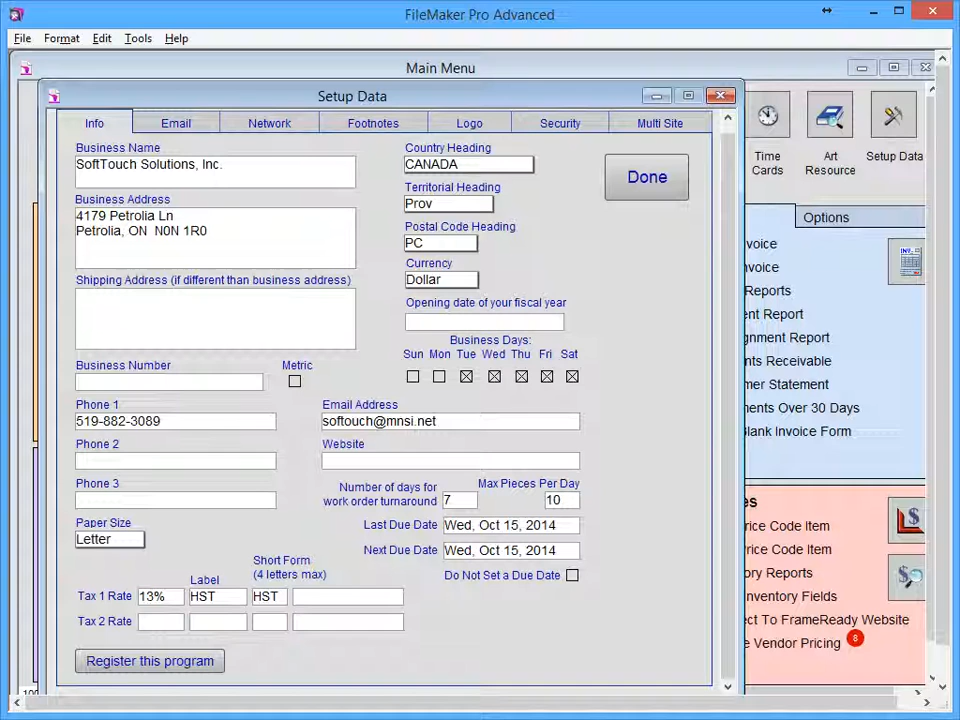 FileMaker Pro Advanced
File Format Edit Tools Help
Main Menu
Setup Data
Info Email Network Footnotes Logo Security Multi Site
Business Name
SoftTouch Solutions, Inc.
Business Address
4179 Petrolia Ln
Petrolia, ON N0N 1R0
Shipping Address (if different than business address)
Business Number
Metric
Phone 1
519-882-3089
Phone 2
Phone 3
Paper Size
Letter
Country Heading
CANADA
Territorial Heading
Prov
Postal Code Heading
PC
Currency
Dollar
Opening date of your fiscal year
Business Days:
Sun Mon Tue Wed Thu Fri Sat
Email Address
softouch@mnsi.net
Website
Number of days for
work order turnaround
7
Max Pieces Per Day
10
Last Due Date Wed, Oct 15, 2014
Next Due Date Wed, Oct 15, 2014
Do Not Set a Due Date
Label
Short Form
(4 letters max)
Tax 1 Rate 13% HST HST
Tax 2 Rate
Register this program
Done
Time
Cards
Art
Resource
Setup Data
Options
voice
nvoice
Reports
ent Report
gnment Report
nts Receivable
mer Statement
ments Over 30 Days
lank Invoice Form
es
rice Code Item
Price Code Item
ory Reports
nventory Fields
ect To FrameReady Website
e Vendor Pricing
8